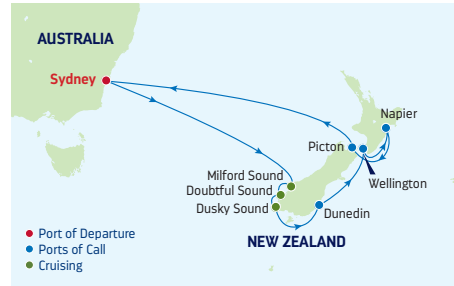 AUSTRALIA
Sydney
Napier
Picton
Wellington
Milford Sound
Doubtful Sound
Dusky Sound
Dunedin
NEW ZEALAND
Port of Departure
Ports of Call
Cruising